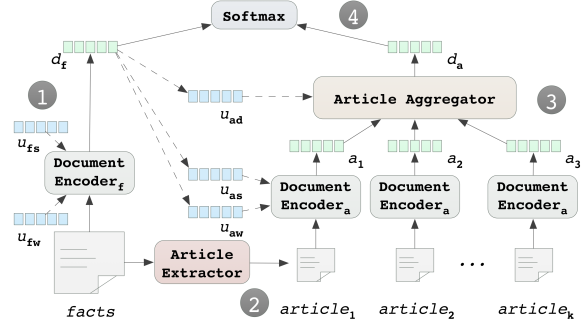 Softmax
4
d_f
d_a
1
u_ad
Article Aggregator
3
u_fs
a_1
a_2
a_3
Document
Encoder_f
u_as
Document
Encoder_a
Document
Encoder_a
Document
Encoder_a
u_fw
u_aw
Article
Extractor
...
2
facts
article_1
article_2
article_k